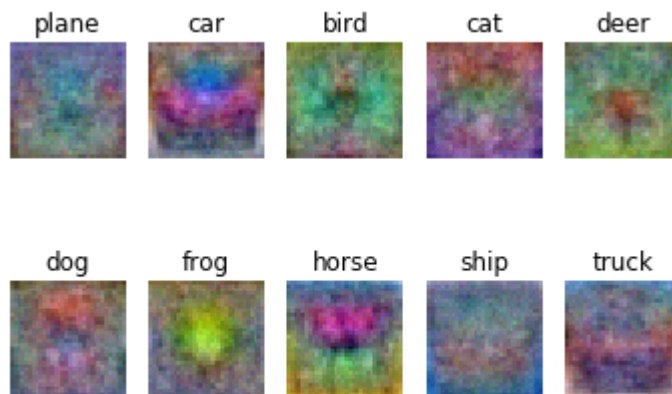 plane car bird cat deer
dog frog horse ship truck